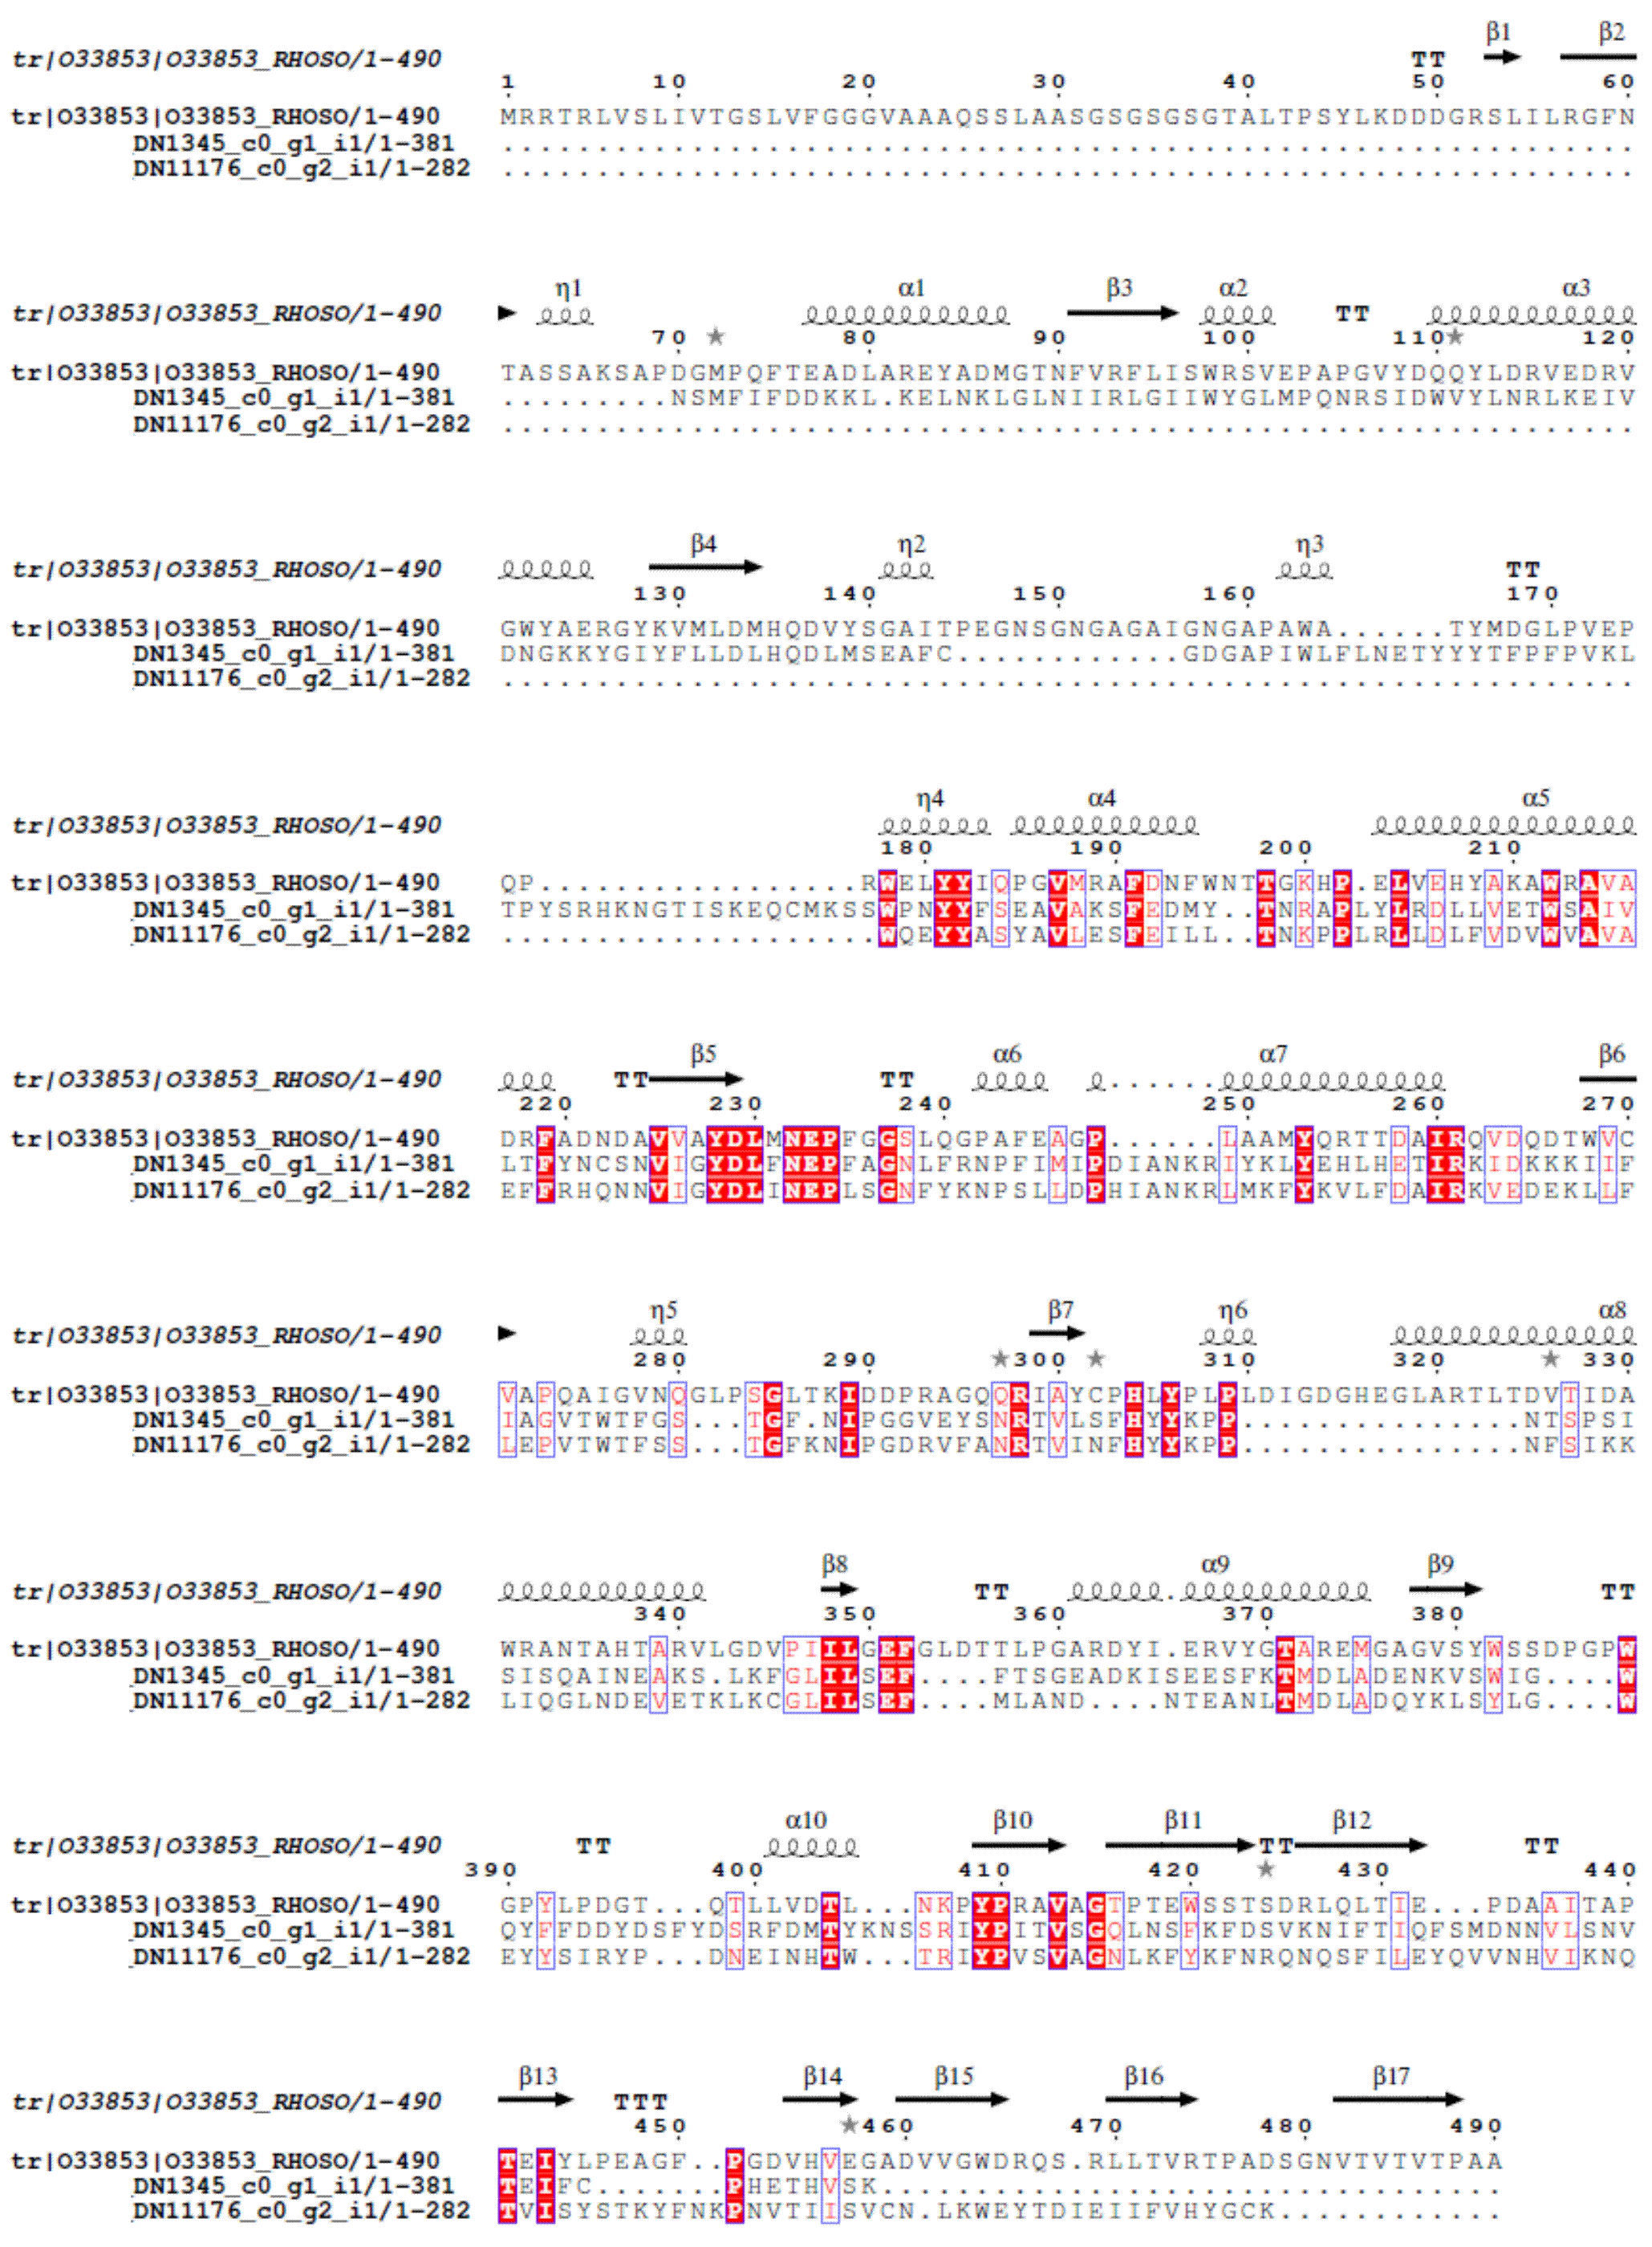 β1 β2
tr|O33853|O33853_RHOSO/1-490 TT
1 10 20 30 40 50 60
tr|O33853|O33853_RHOSO/1-490 MRRTRLVSLIVTGSLVFGGGVAAAQSSLAASGSGSGSGTALTPSYLKDDDGRSLILRGFN
DN1345_c0_g1_i1/1-381 ............................................................
DN11176_c0_g2_i1/1-282 ............................................................
η1 α1 β3 α2 α3
tr|O33853|O33853_RHOSO/1-490 TT
70 ★ 80 90 100 110 ★ 120
tr|O33853|O33853_RHOSO/1-490 TASSAKSAPDGMPQFTEADLAREYADMGTNFVRFLISWRSVEPAPGVYDQQYLDRVEDRV
DN1345_c0_g1_i1/1-381 .........NSMFIFDDKKL.KELNKLGLNIIRLGIIWYGLMPQNRSIDWVYLNRLKEIV
DN11176_c0_g2_i1/1-282 ............................................................
β4 η2 η3
tr|O33853|O33853_RHOSO/1-490 TT
130 140 150 160 170
tr|O33853|O33853_RHOSO/1-490 GWYAERGYKVMLDMHQDVYSGAITPEGNSGNGAGAIGNGAPAWA......TYMDGLPVEP
DN1345_c0_g1_i1/1-381 DNGKKYGIYFLLDLHQDLMSEAFC............GDGAPIWLFLNETYYYTFPFPVKL
DN11176_c0_g2_i1/1-282 ............................................................
η4 α4 α5
tr|O33853|O33853_RHOSO/1-490
180 190 200 210
tr|O33853|O33853_RHOSO/1-490 QP.................RWELYYIQPGVMRAFDNFWNTTGKHP.ELVEHYAKAWRAVA
DN1345_c0_g1_i1/1-381 TPYSRHKNGTISKEQCMKSSWPNYYFSEAVAKSFEDMY..TNRAPLYLRDLLVETWSAIV
DN11176_c0_g2_i1/1-282 ....................WQEYYASYAVLESFEILL..TNKPPLRLLDLFVDVWVAVA
β5 α6 α7 β6
tr|O33853|O33853_RHOSO/1-490 TT TT
220 230 240 250 260 270
tr|O33853|O33853_RHOSO/1-490 DRFADNDAVVAYDLMNEPFGGSLQGPAFEAGP......LAAMYQRTTDAIRQVDQDTWVC
DN1345_c0_g1_i1/1-381 LTFYNCSNVIGYDLFNEPFAGNLFRNPFIMIPDIANKRIYKLYEHLHETIRKIDKKKIIF
DN11176_c0_g2_i1/1-282 EFFRHQNNVIGYDLINEPLSGNFYKNPSLLDPHIANKRLMKFYKVLFDAIRKVEDEKLLF
η5 β7 η6 α8
tr|O33853|O33853_RHOSO/1-490
280 290 ★ 300 ★ 310 320 ★ 330
tr|O33853|O33853_RHOSO/1-490 VAPQAIGVNQGLPSGLTKIDDPRAGQQRIAYCPHLYPLPLDIGDGHEGLARTLTDVTIDA
DN1345_c0_g1_i1/1-381 IAGVTWTFGS...TGF.NIPGGVEYSNRTVLSFHYYKPP...............NTSPSI
DN11176_c0_g2_i1/1-282 LEPVTWTFSS...TGFKNIPGDRVFANRTVINFHYYKPP...............NFSIKK
β8 α9 β9
tr|O33853|O33853_RHOSO/1-490 TT TT
340 350 360 370 380
tr|O33853|O33853_RHOSO/1-490 WRANTAHTARVLGDVPIILGEFGLDTTLPGARDYI.ERVYGTAREMGAGVSYWSSDPGPW
DN1345_c0_g1_i1/1-381 SISQAINEAKS.LKFGLILSEF....FTSGEADKISEESFKTMDLADENKVSWIG....W
DN11176_c0_g2_i1/1-282 LIQGLNDEVETKLKCGLILSEF....MLAND....NTEANLTMDLADQYKLSYLG....W
α10 β10 β11 β12
tr|O33853|O33853_RHOSO/1-490 TT TT TT
390 400 410 420 ★ 430 440
tr|O33853|O33853_RHOSO/1-490 GPYLPDGT...QTLLVDTL...NKPYPRAVAGTPTEWSSTSDRLQLTIE...PDAAITAP
DN1345_c0_g1_i1/1-381 QYFFDDYDSFYDSRFDMTYKNSSRIYPITVSGQLNSFKFDSVKNIFTIQFSMDNNVLSNV
DN11176_c0_g2_i1/1-282 EYYSIRYP...DNEINHTW...TRIYPVSVAGNLKFYKFNRQNQSFILEYQVVNHVIKNQ
β13 β14 β15 β16 β17
tr|O33853|O33853_RHOSO/1-490 TTT
450 ★ 460 470 480 490
tr|O33853|O33853_RHOSO/1-490 TEIYLPEAGF..PGDVHVEGADVVGWDRQS.RLLTVRTPADSGNVTVTVTPAA
DN1345_c0_g1_i1/1-381 TEIFC.......PHETHVSK.................................
DN11176_c0_g2_i1/1-282 TVISYSTKYFNKPNVTIISVCN.LKWEYTDIEIIFVHYGCK............